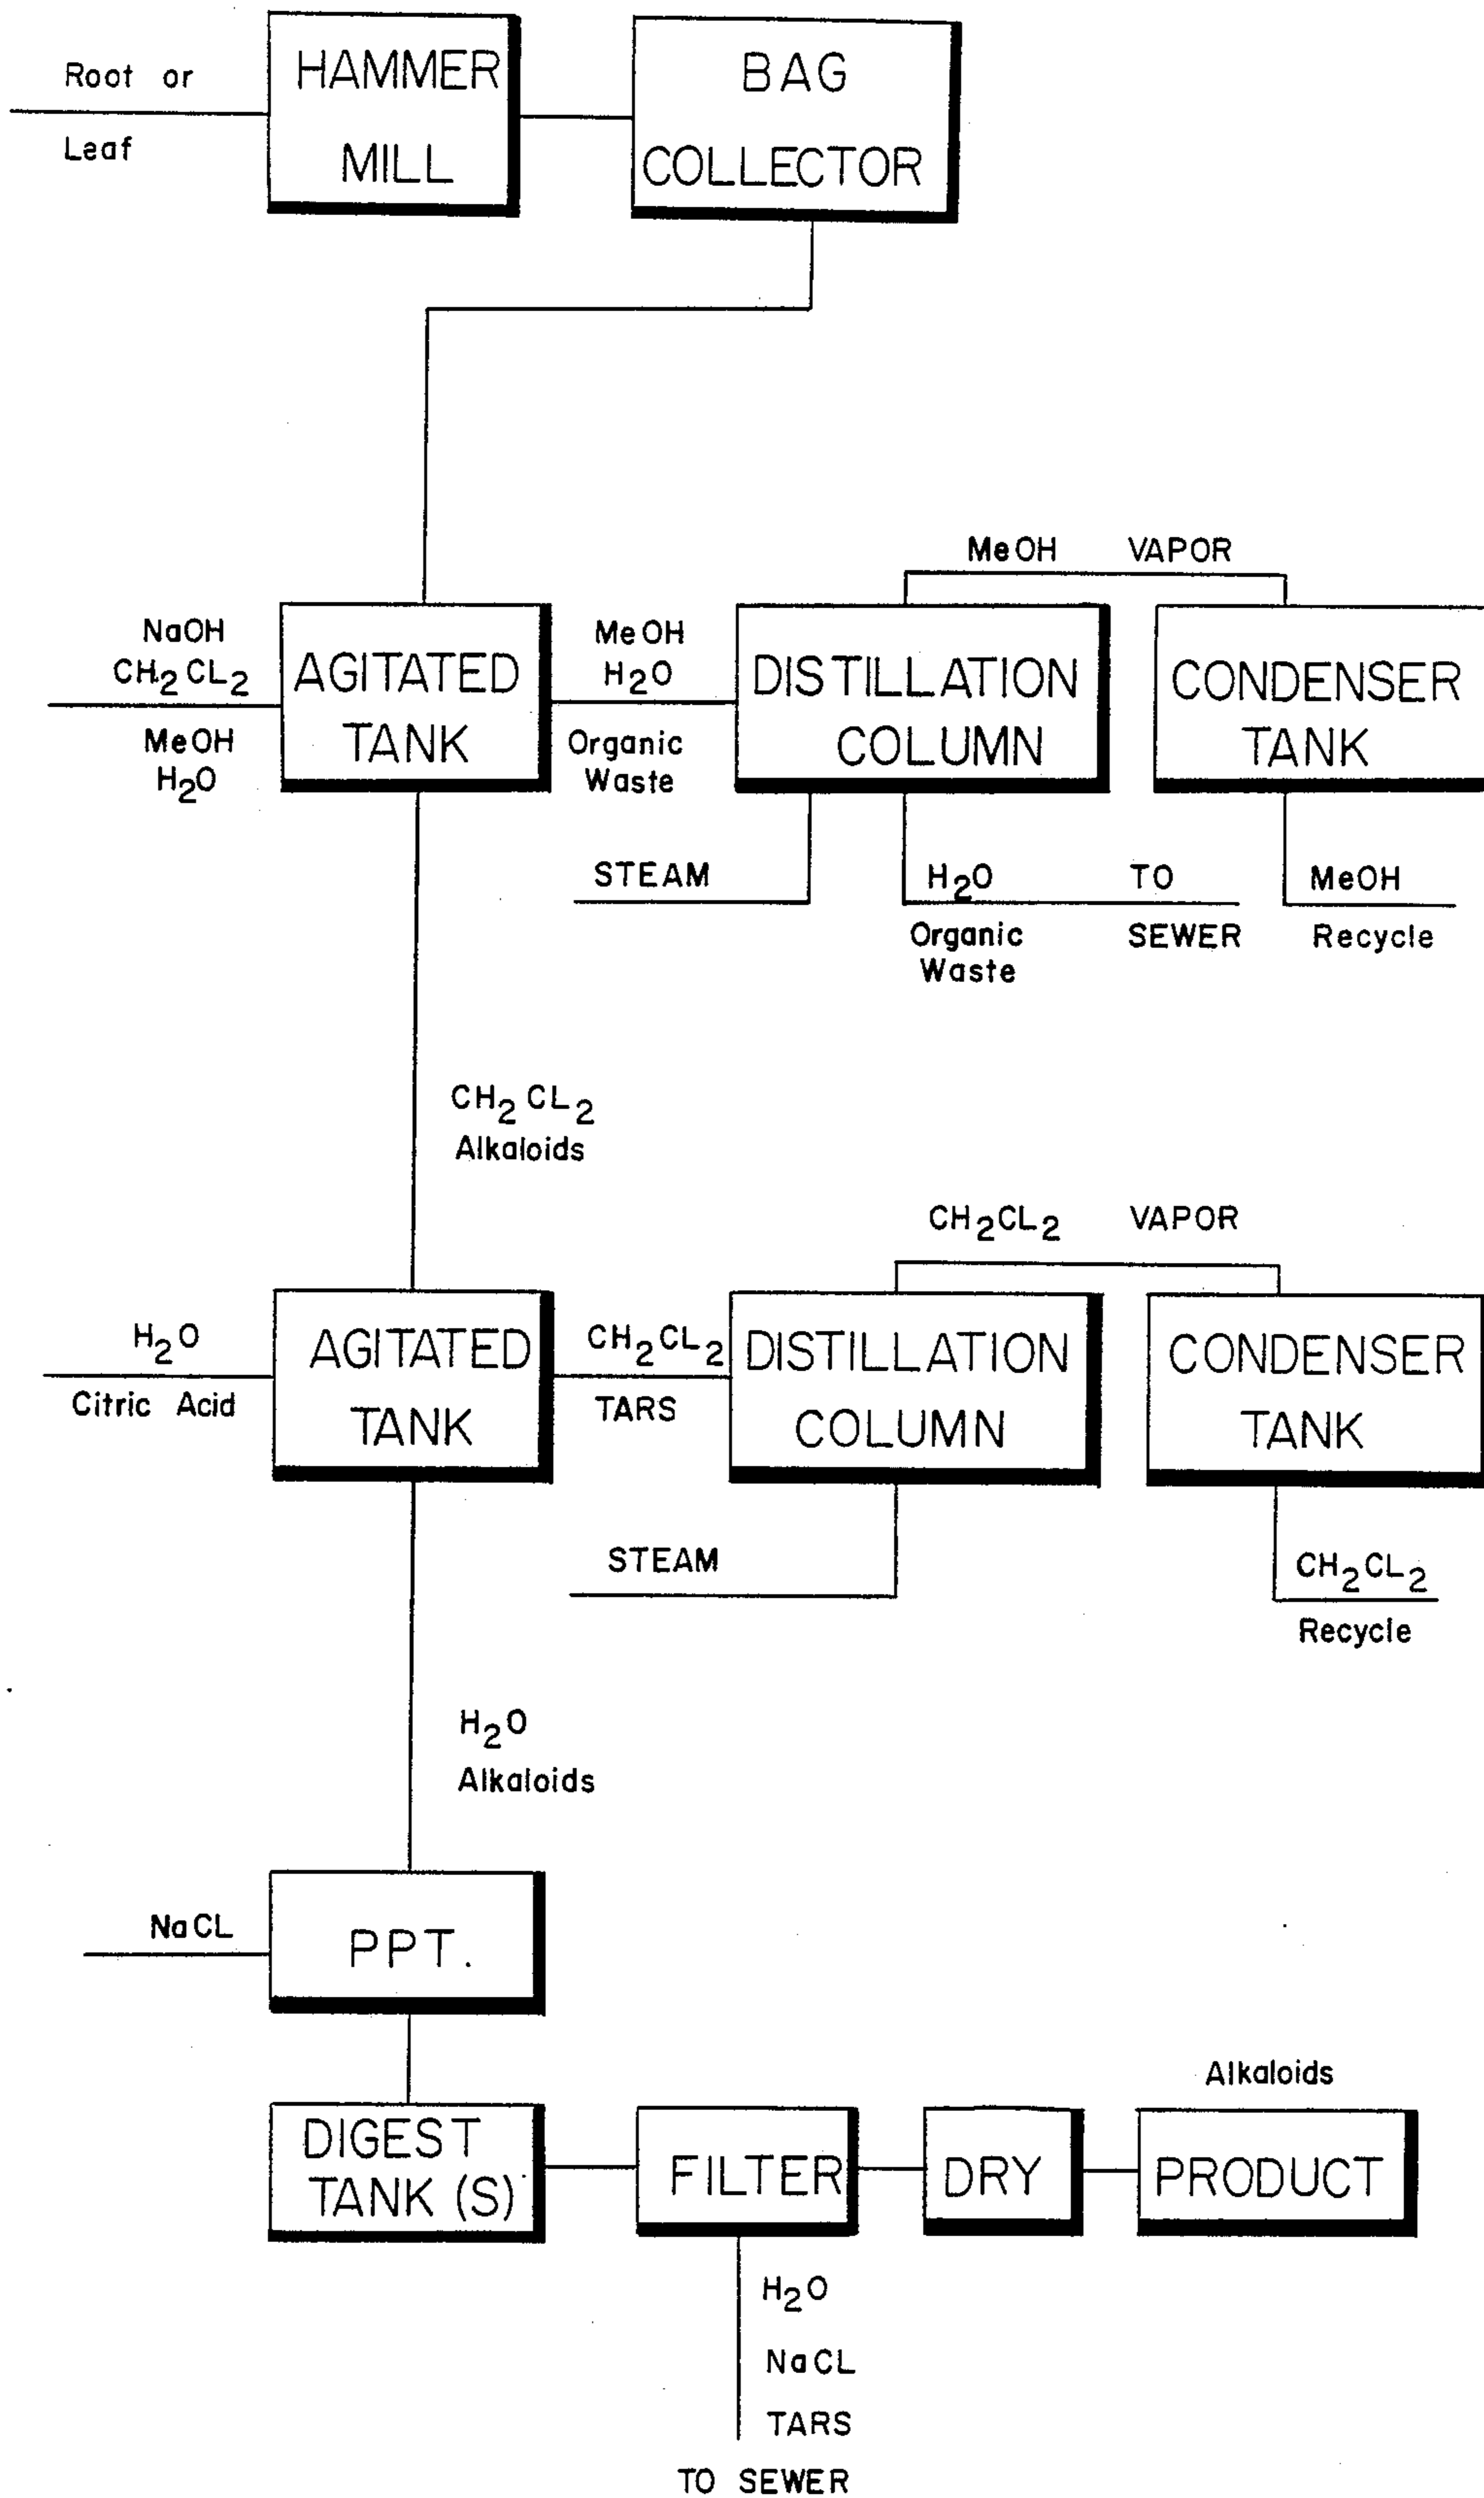 Root or
Leaf
HAMMER
MILL
BAG
COLLECTOR
NaOH
CH2CL2
MeOH
H2O
AGITATED
TANK
MeOH
H2O
Organic
Waste
DISTILLATION
COLUMN
MeOH VAPOR
CONDENSER
TANK
STEAM
H2O TO
Organic SEWER
Waste
MeOH
Recycle
CH2CL2
Alkaloids
H2O
Citric Acid
AGITATED
TANK
CH2CL2
TARS
DISTILLATION
COLUMN
CH2CL2 VAPOR
CONDENSER
TANK
STEAM
CH2CL2
Recycle
H2O
Alkaloids
NaCL
PPT.
DIGEST
TANK (S)
FILTER
DRY
Alkaloids
PRODUCT
H2O
NaCL
TARS
TO SEWER